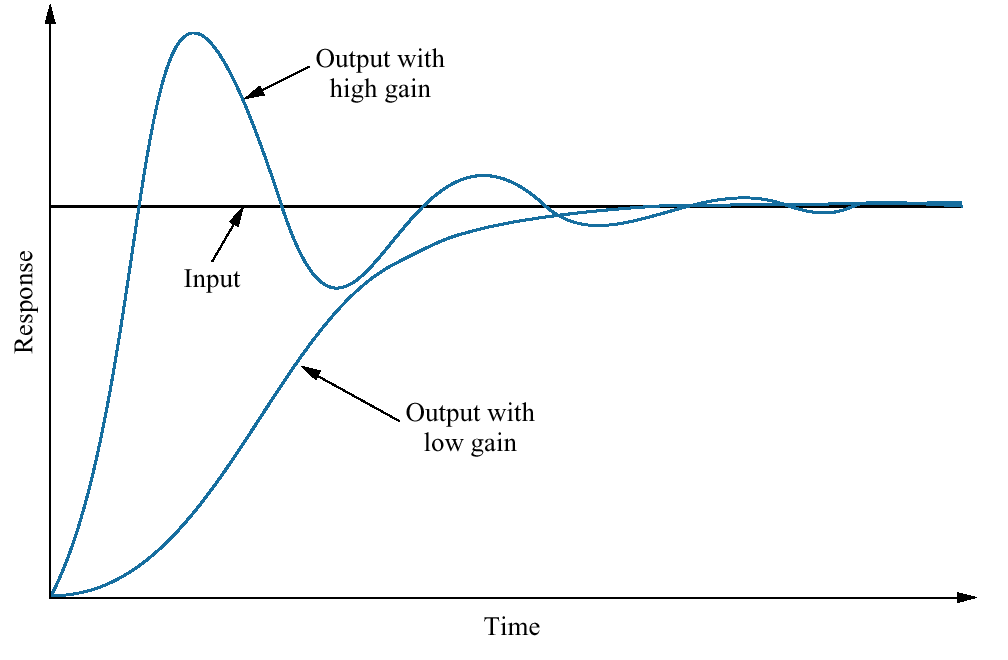 Output with
high gain
Input
Response
Output with
low gain
Time